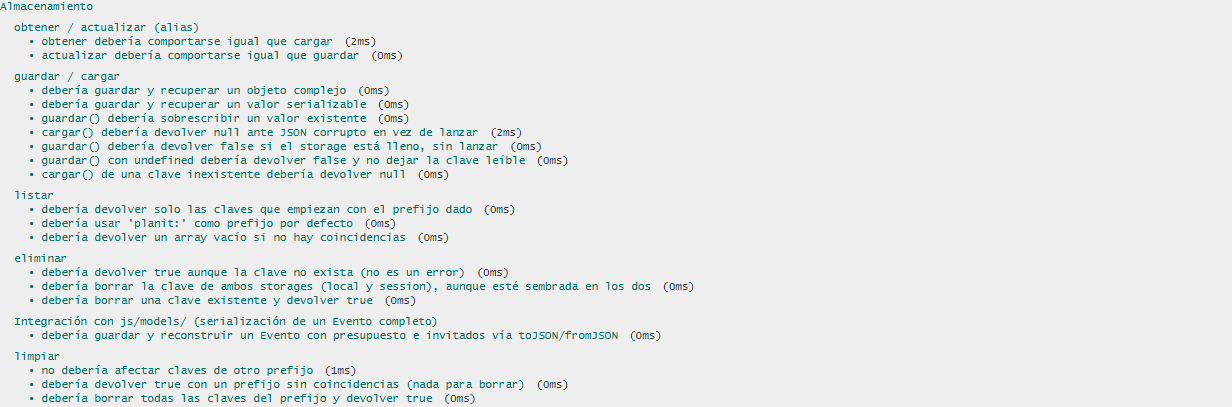 Almacenamiento
obtener / actualizar (alias)
• obtener debería comportarse igual que cargar (2ms)
• actualizar debería comportarse igual que guardar (0ms)
guardar / cargar
• debería guardar y recuperar un objeto complejo (0ms)
• debería guardar y recuperar un valor serializable (0ms)
• guardar() debería sobrescribir un valor existente (0ms)
• cargar() debería devolver null ante JSON corrupto en vez de lanzar (2ms)
• guardar() debería devolver false si el storage está lleno, sin lanzar (0ms)
• guardar() con undefined debería devolver false y no dejar la clave leíble (0ms)
• cargar() de una clave inexistente debería devolver null (0ms)
listar
• debería devolver solo las claves que empiezan con el prefijo dado (0ms)
• debería usar 'planit:' como prefijo por defecto (0ms)
• debería devolver un array vacío si no hay coincidencias (0ms)
eliminar
• debería devolver true aunque la clave no exista (no es un error) (0ms)
• debería borrar la clave de ambos storages (local y session), aunque esté sembrada en los dos (0ms)
• debería borrar una clave existente y devolver true (0ms)
Integración con js/models/ (serialización de un Evento completo)
• debería guardar y reconstruir un Evento con presupuesto e invitados vía toJSON/fromJSON (0ms)
limpiar
• no debería afectar claves de otro prefijo (1ms)
• debería devolver true con un prefijo sin coincidencias (nada para borrar) (0ms)
• debería borrar todas las claves del prefijo y devolver true (0ms)